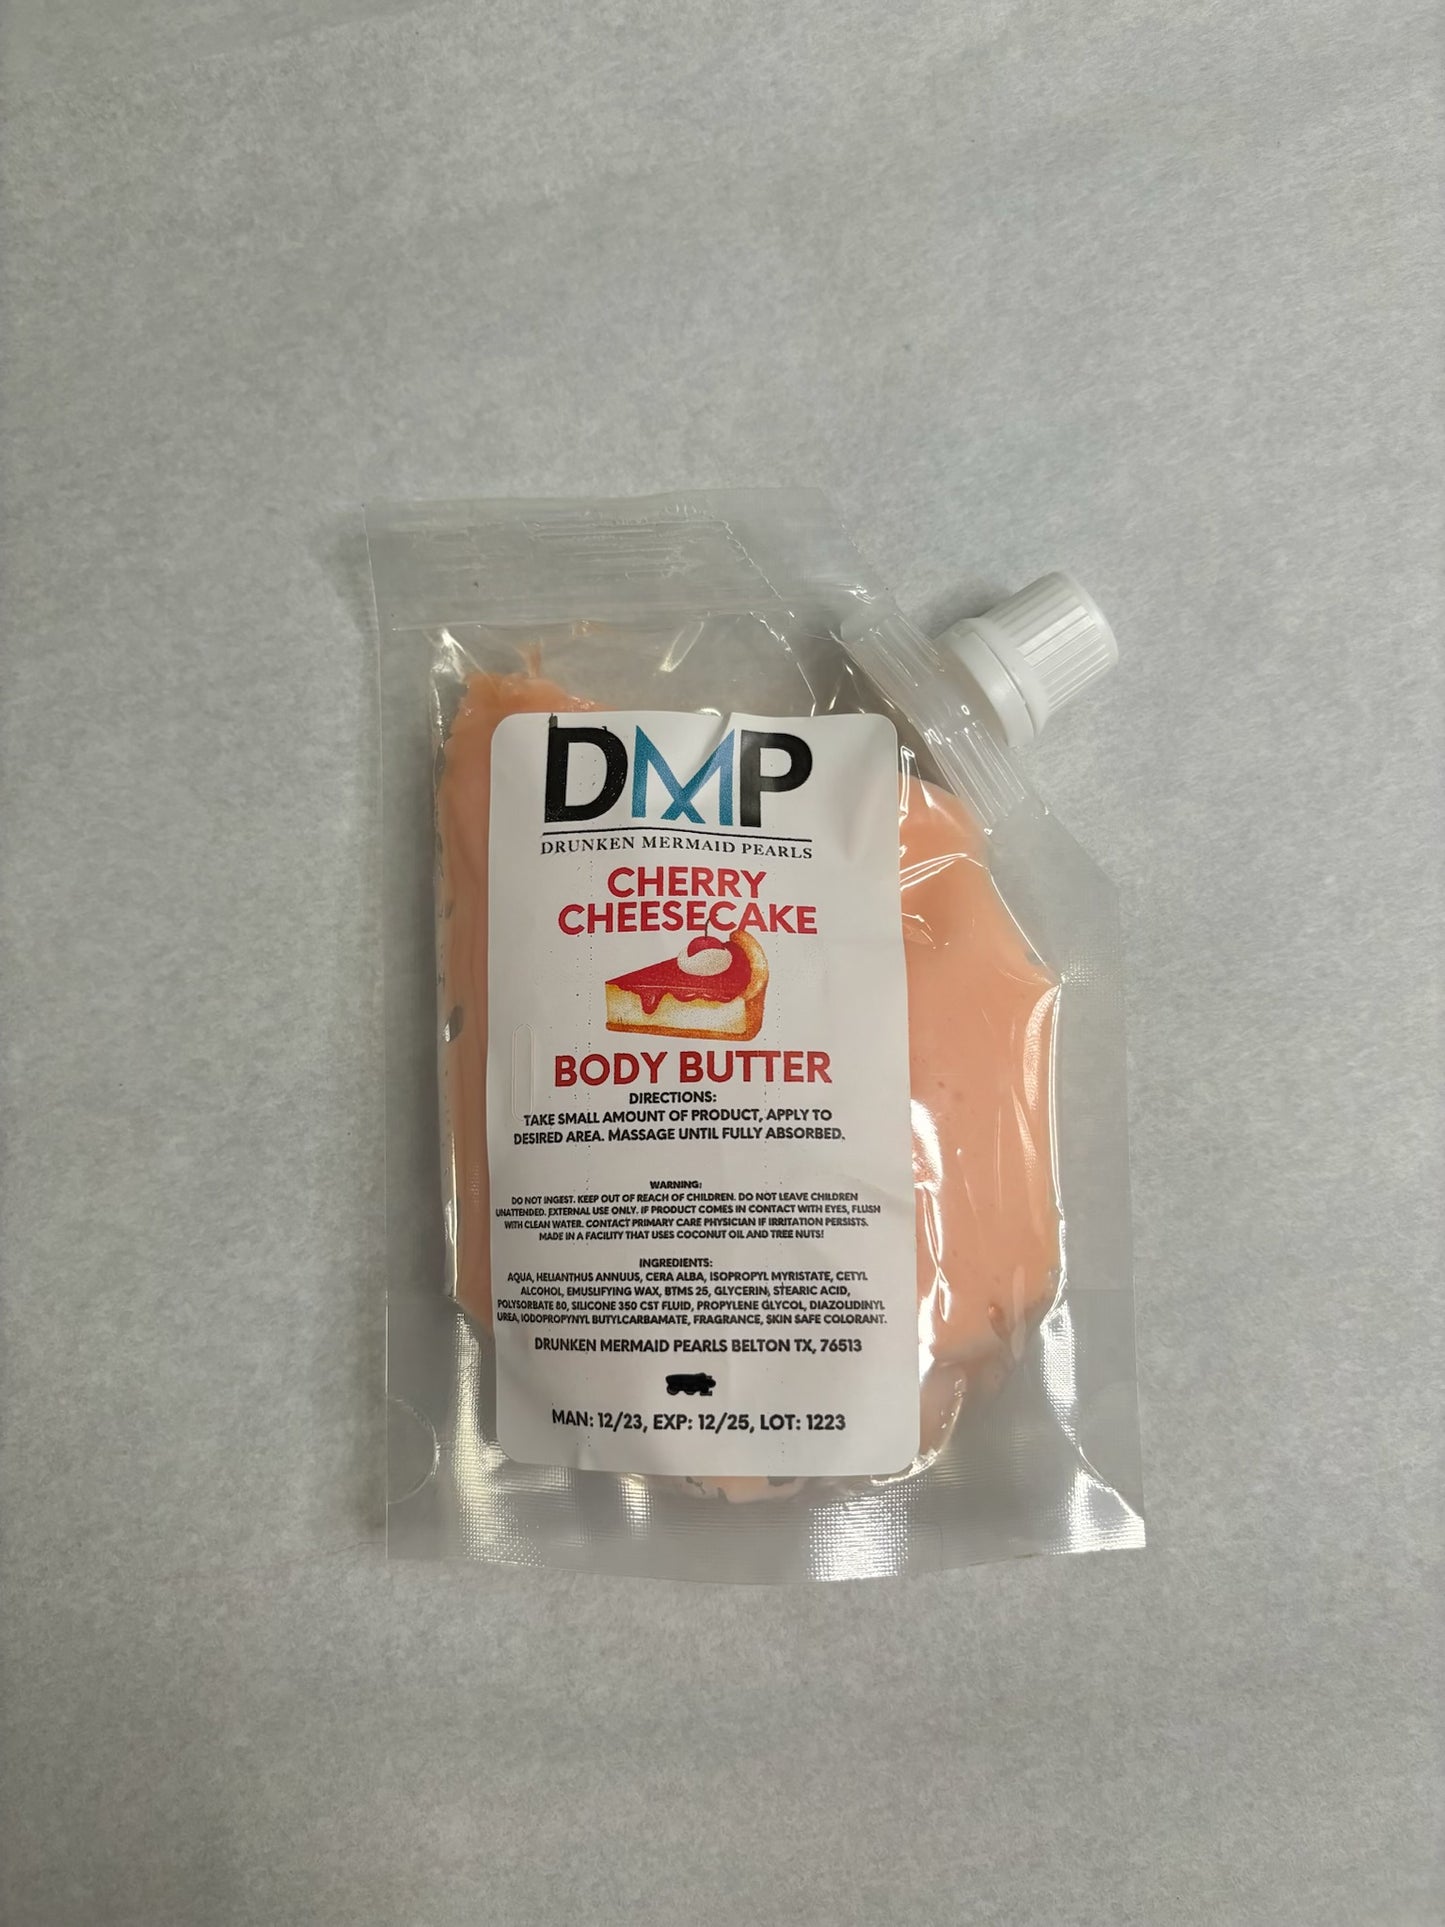 DMP
DRUNKEN MERMAID PEARLS
CHERRY
CHEESECAKE
BODY BUTTER
DIRECTIONS:
TAKE SMALL AMOUNT OF PRODUCT, APPLY TO
DESIRED AREA. MASSAGE UNTIL FULLY ABSORBED.
WARNING:
DO NOT INGEST. KEEP OUT OF REACH OF CHILDREN. DO NOT LEAVE CHILDREN
UNATTENDED. EXTERNAL USE ONLY. IF PRODUCT COMES IN CONTACT WITH EYES, FLUSH
WITH CLEAN WATER. CONTACT PRIMARY CARE PHYSICIAN IF IRRITATION PERSISTS.
MADE IN A FACILITY THAT USES COCONUT OIL AND TREE NUTS!
INGREDIENTS:
AQUA, HELIANTHUS ANNUUS, CERA ALBA, ISOPROPYL MYRISTATE, CETYL
ALCOHOL, EMUSLIFYING WAX, BTMS 25, GLYCERIN, STEARIC ACID,
POLYSORBATE 80, SILICONE 350 CST FLUID, PROPYLENE GLYCOL, DIAZOLIDINYL
UREA, IODOPROPYNYL BUTYLCARBAMATE, FRAGRANCE, SKIN SAFE COLORANT.
DRUNKEN MERMAID PEARLS BELTON TX, 76513
MAN: 12/23, EXP: 12/25, LOT: 1223